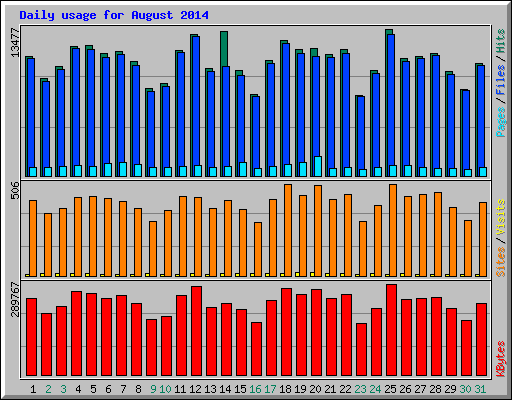 Daily usage for August 2014
13477
Pages / Files / Hits
506
Sites / Visits
289767
KBytes
1 2 3 4 5 6 7 8 9 10 11 12 13 14 15 16 17 18 19 20 21 22 23 24 25 26 27 28 29 30 31